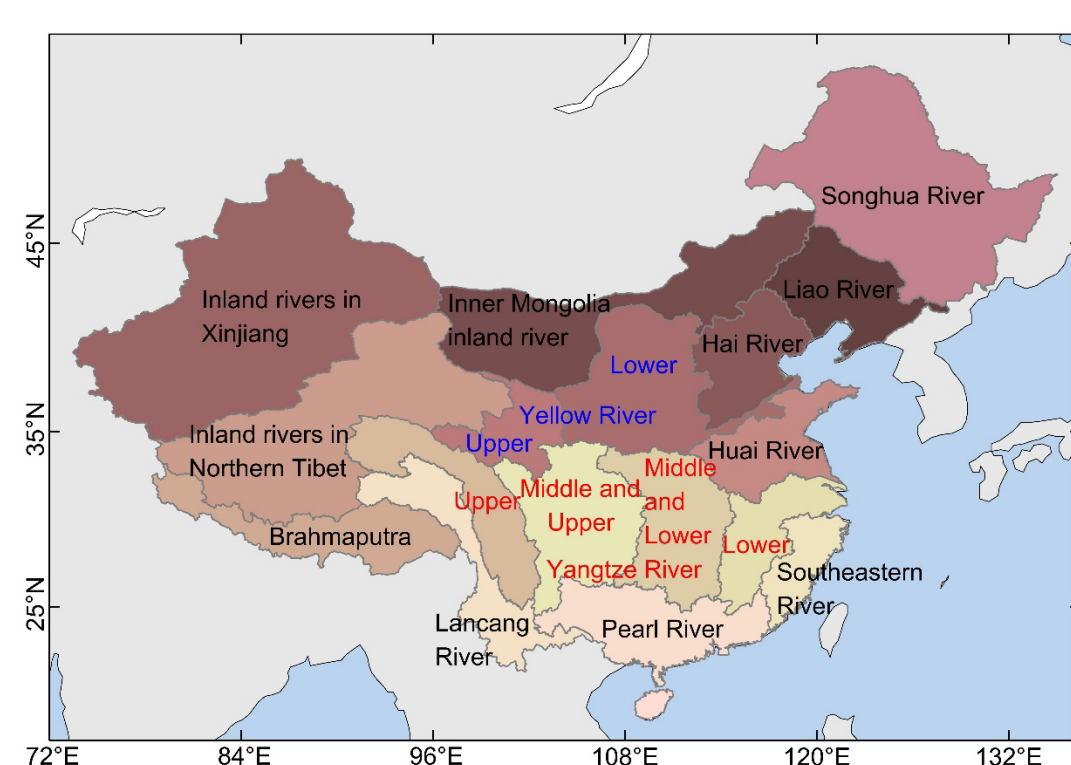 Songhua River
45°N
Liao River
Inland rivers in
Xinjiang
Inner Mongolia
inland river
Hai River
Lower
Yellow River
35°N
Upper
Inland rivers in
Northern Tibet
Huai River
Upper
Middle and
Upper
Middle
and
Lower
Lower
Yangtze River
Brahmaputra
Southeastern
River
25°N
Lancang
River
Pearl River
72°E
84°E
96°E
108°E
120°E
132°E